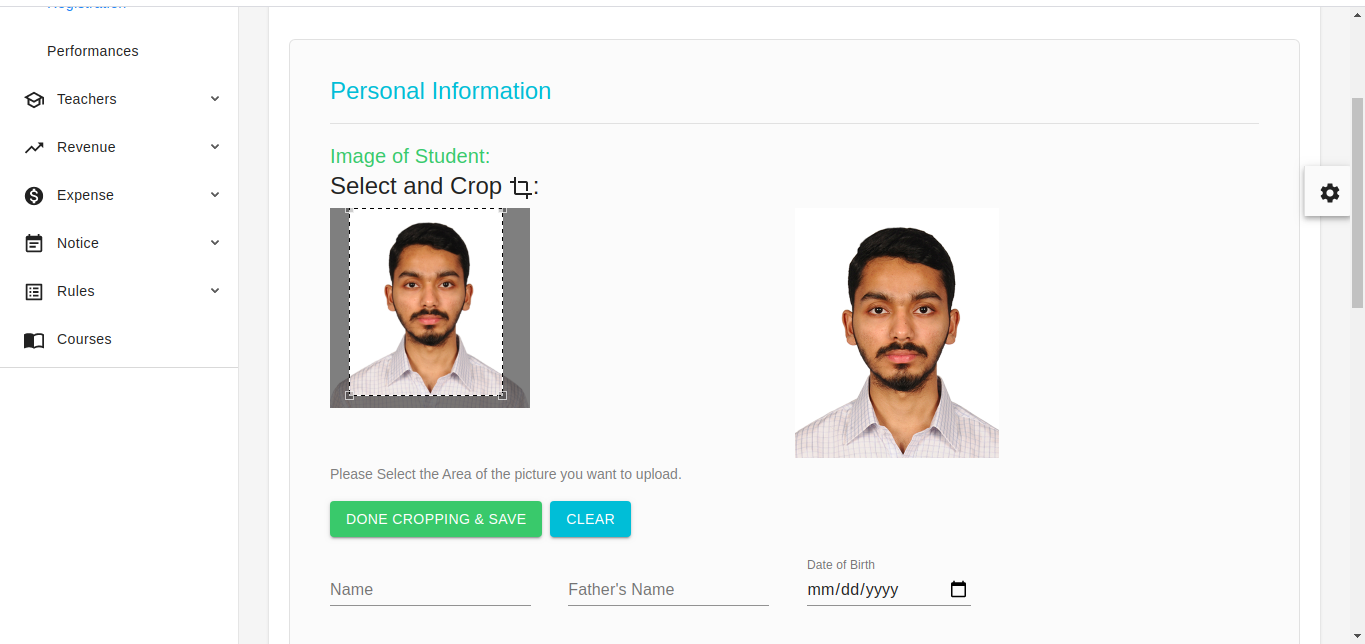 Registration
Performances
Teachers
Revenue
Expense
Notice
Rules
Courses
Personal Information
Image of Student:
Select and Crop :
Please Select the Area of the picture you want to upload.
DONE CROPPING & SAVE CLEAR
Date of Birth
Name Father's Name mm/dd/yyyy